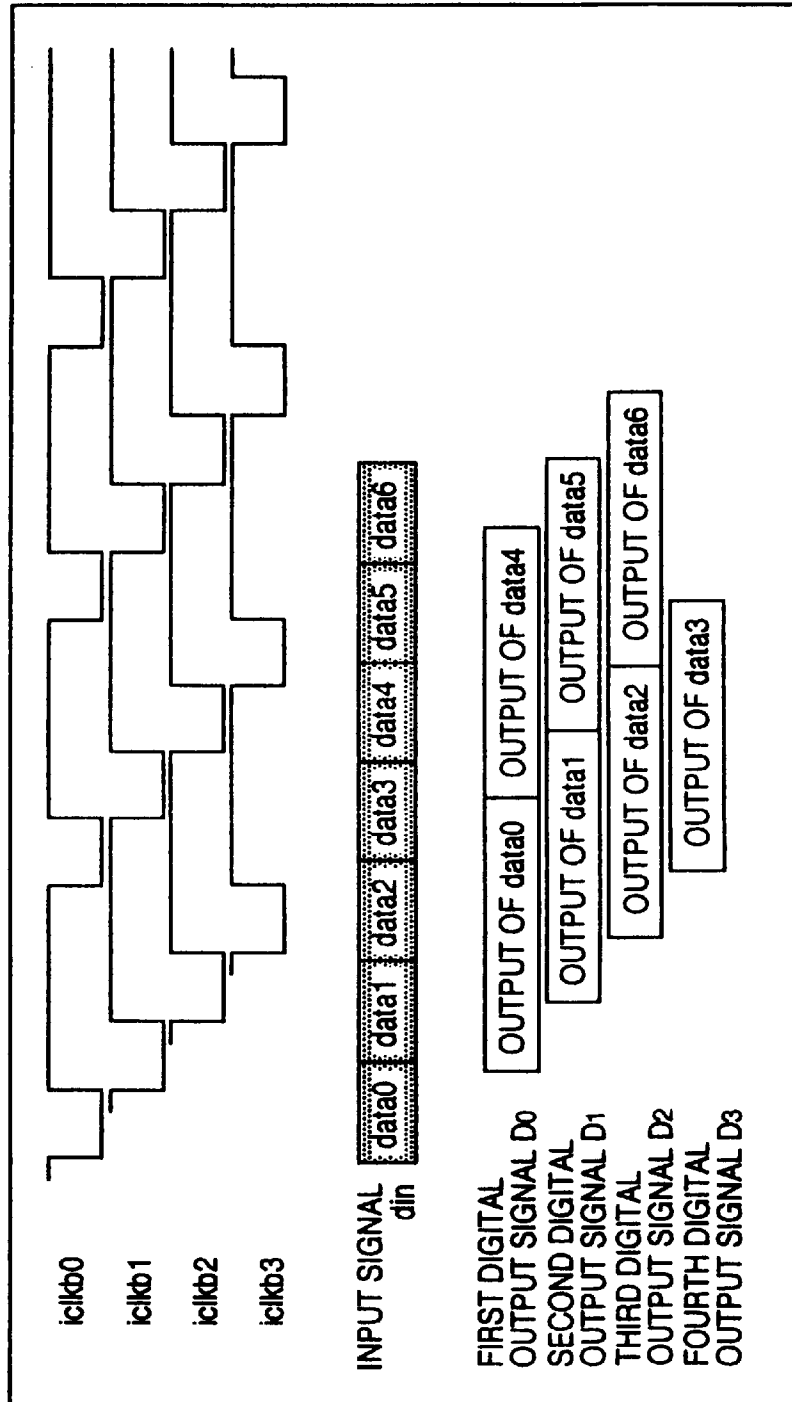 iclkb0
iclkb1
iclkb2
iclkb3
INPUT SIGNAL
din
data0 data1 data2 data3 data4 data5 data6
FIRST DIGITAL
OUTPUT SIGNAL D0
OUTPUT OF data0 OUTPUT OF data4
SECOND DIGITAL
OUTPUT SIGNAL D1
OUTPUT OF data1 OUTPUT OF data5
THIRD DIGITAL
OUTPUT SIGNAL D2
OUTPUT OF data2 OUTPUT OF data6
FOURTH DIGITAL
OUTPUT SIGNAL D3
OUTPUT OF data3